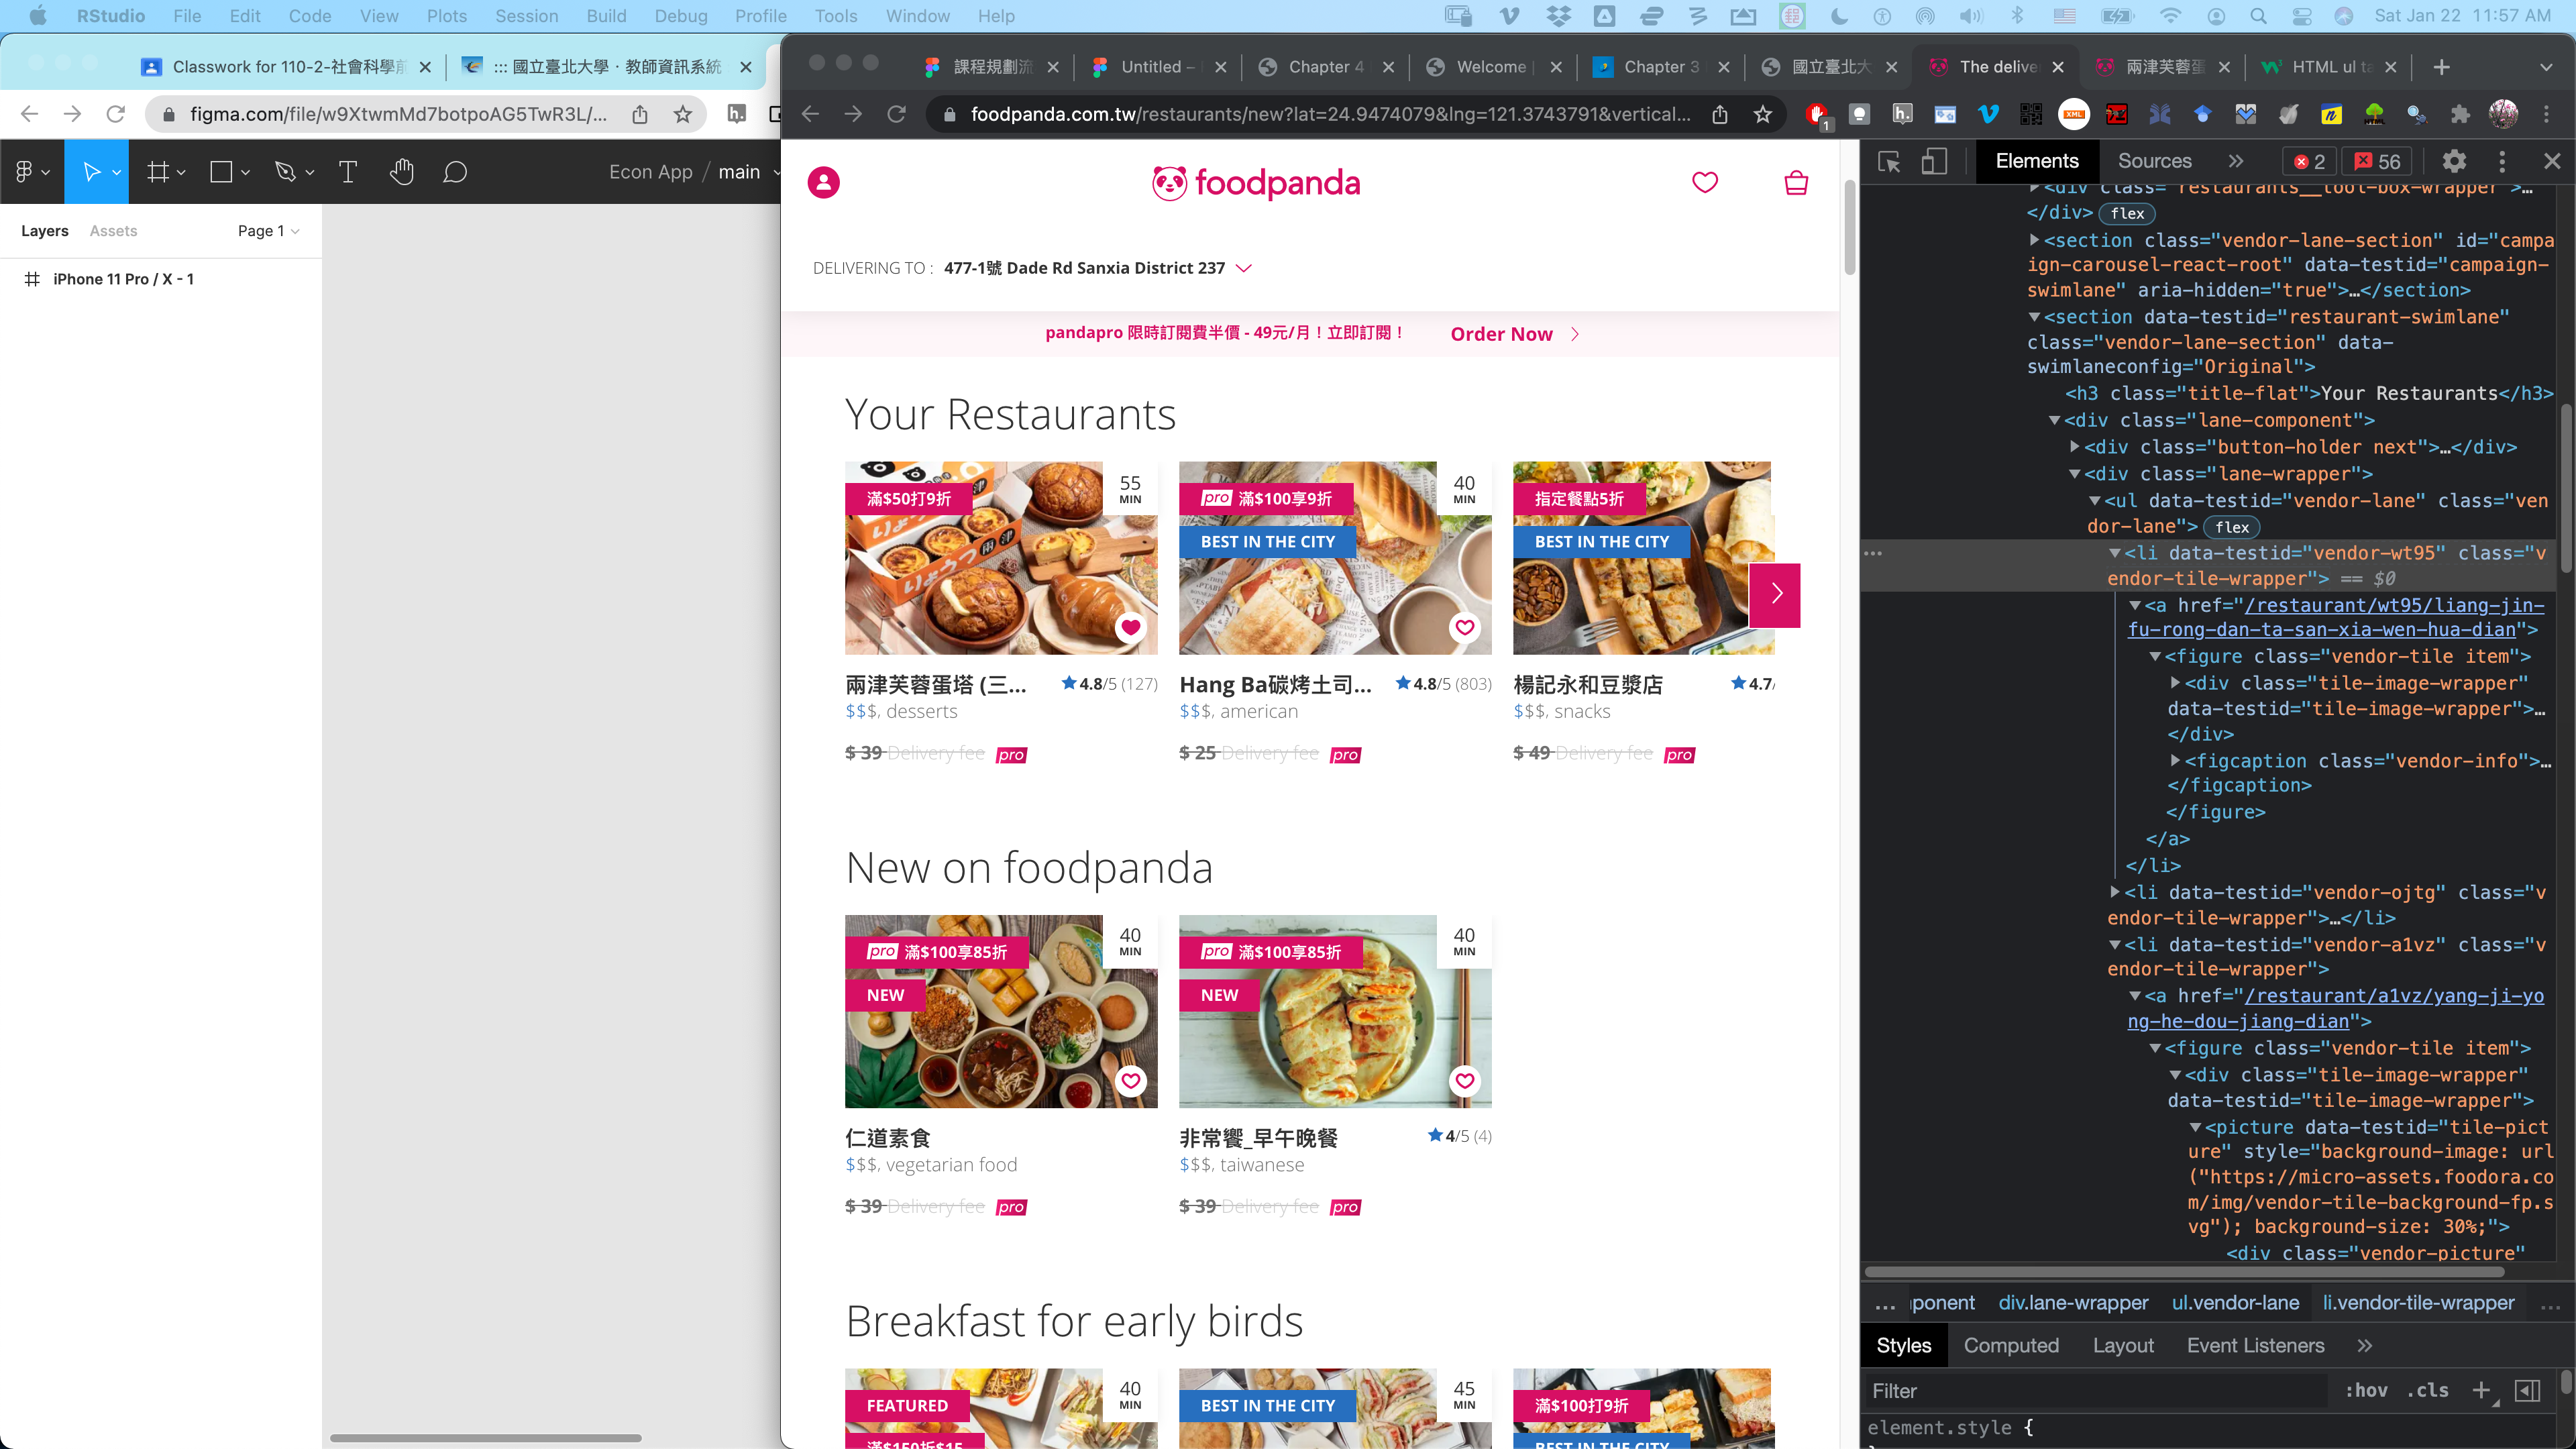 RStudio File Edit Code View Plots Session Build Debug Profile Tools Window Help Sat Jan 22 11:57 AM
Classwork for 110-2-社會科學前
::: 國立臺北大學‧教師資訊系統
figma.com/file/w9XtwmMd7botpoAG5TwR3L/...
Econ App / main
Layers Assets Page 1
iPhone 11 Pro / X - 1
課程規劃流 Untitled – Chapter 4 Welcome Chapter 3 國立臺北大 The delive 兩津芙蓉蛋 HTML ul ta
foodpanda.com.tw/restaurants/new?lat=24.9474079&lng=121.3743791&vertical...
foodpanda
DELIVERING TO : 477-1號 Dade Rd Sanxia District 237
pandapro 限時訂閱費半價 - 49元/月！立即訂閱！ Order Now
Your Restaurants
滿$50打9折
55 MIN
pro 滿$100享9折
BEST IN THE CITY
40 MIN
指定餐點5折
BEST IN THE CITY
兩津芙蓉蛋塔 (三... 4.8/5 (127)
$$$, desserts
$ 39 Delivery fee pro
Hang Ba碳烤土司... 4.8/5 (803)
$$$, american
$ 25 Delivery fee pro
楊記永和豆漿店 4.7/
$$$, snacks
$ 49 Delivery fee pro
New on foodpanda
pro 滿$100享85折
NEW
40 MIN
pro 滿$100享85折
NEW
40 MIN
仁道素食
$$$, vegetarian food
$ 39 Delivery fee pro
非常饗_早午晚餐 4/5 (4)
$$$, taiwanese
$ 39 Delivery fee pro
Breakfast for early birds
FEATURED
滿$150折$15
40 MIN
BEST IN THE CITY
45 MIN
滿$100打9折
BEST IN THE CITY
Elements Sources 2 56
<div class="restaurants__tool-box-wrapper">…
</div> flex
<section class="vendor-lane-section" id="campa
ign-carousel-react-root" data-testid="campaign-
swimlane" aria-hidden="true">…</section>
<section data-testid="restaurant-swimlane"
class="vendor-lane-section" data-
swimlaneconfig="Original">
<h3 class="title-flat">Your Restaurants</h3>
<div class="lane-component">
<div class="button-holder next">…</div>
<div class="lane-wrapper">
<ul data-testid="vendor-lane" class="ven
dor-lane"> flex
<li data-testid="vendor-wt95" class="v
endor-tile-wrapper"> == $0
<a href="/restaurant/wt95/liang-jin-
fu-rong-dan-ta-san-xia-wen-hua-dian">
<figure class="vendor-tile item">
<div class="tile-image-wrapper"
data-testid="tile-image-wrapper">…
</div>
<figcaption class="vendor-info">…
</figcaption>
</figure>
</a>
</li>
<li data-testid="vendor-ojtg" class="v
endor-tile-wrapper">…</li>
<li data-testid="vendor-a1vz" class="v
endor-tile-wrapper">
<a href="/restaurant/a1vz/yang-ji-yo
ng-he-dou-jiang-dian">
<figure class="vendor-tile item">
<div class="tile-image-wrapper"
data-testid="tile-image-wrapper">
<picture data-testid="tile-pict
ure" style="background-image: url
("https://micro-assets.foodora.co
m/img/vendor-tile-background-fp.s
vg"); background-size: 30%;">
<div class="vendor-picture"
... ponent div.lane-wrapper ul.vendor-lane li.vendor-tile-wrapper ...
Styles Computed Layout Event Listeners
Filter :hov .cls
element.style {